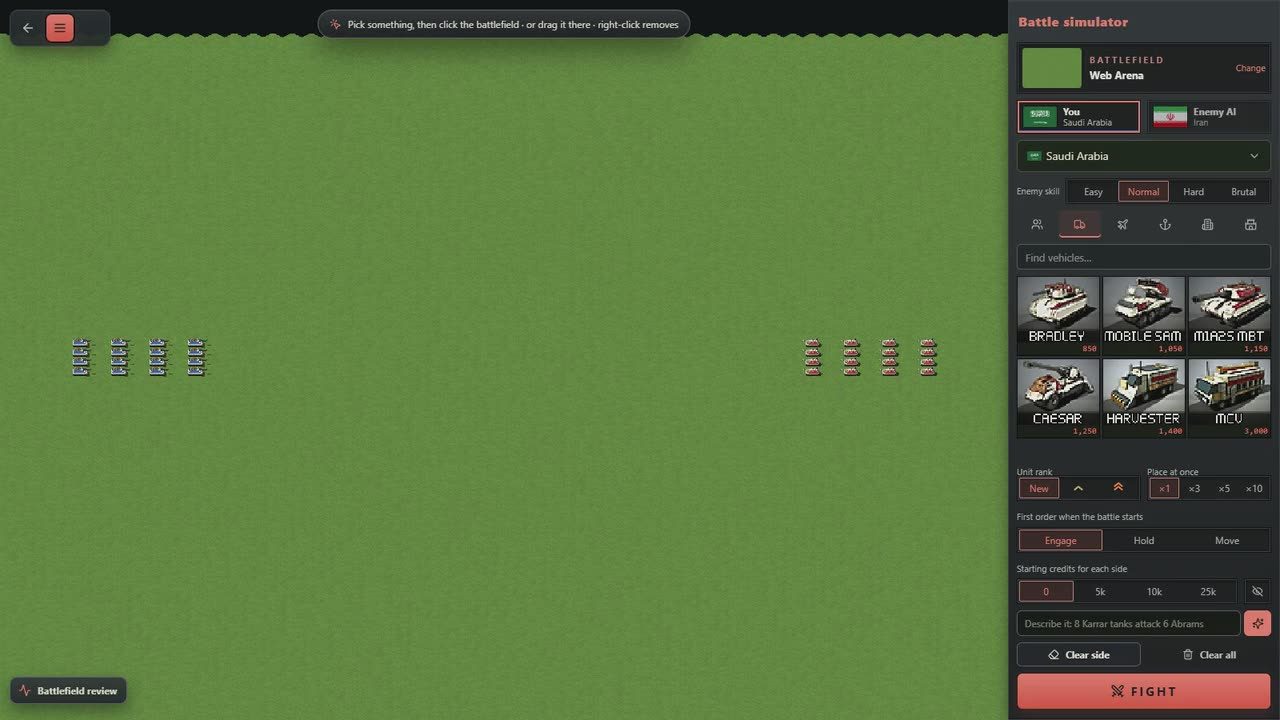 Pick something, then click the battlefield · or drag it there · right-click removes
Battle simulator
BATTLEFIELD
Web Arena
Change
You
Saudi Arabia
Enemy AI
Iran
Saudi Arabia
Enemy skill
Easy
Normal
Hard
Brutal
Find vehicles...
BRADLEY
850
MOBILE SAM
1,050
M1A2S MBT
1,150
CAESAR
1,250
HARVESTER
1,400
MCV
3,000
Unit rank
Place at once
New
×1
×3
×5
×10
First order when the battle starts
Engage
Hold
Move
Starting credits for each side
0
5k
10k
25k
Describe it: 8 Karrar tanks attack 6 Abrams
Clear side
Clear all
FIGHT
Battlefield review